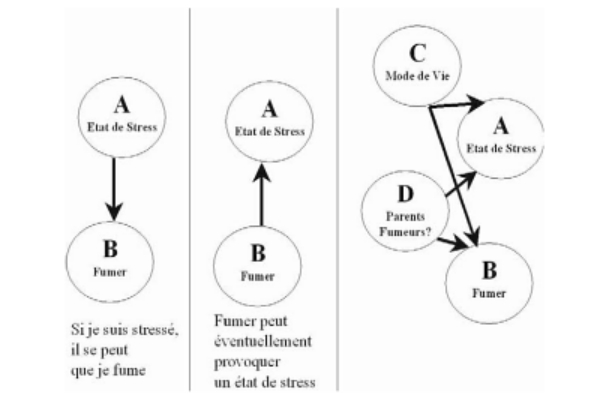 A
Etat de Stress
B
Fumer
Si je suis stressé,
il se peut
que je fume
A
Etat de Stress
B
Fumer
Fumer peut
éventuellement
provoquer
un état de stress
C
Mode de Vie
A
Etat de Stress
D
Parents
Fumeurs?
B
Fumer